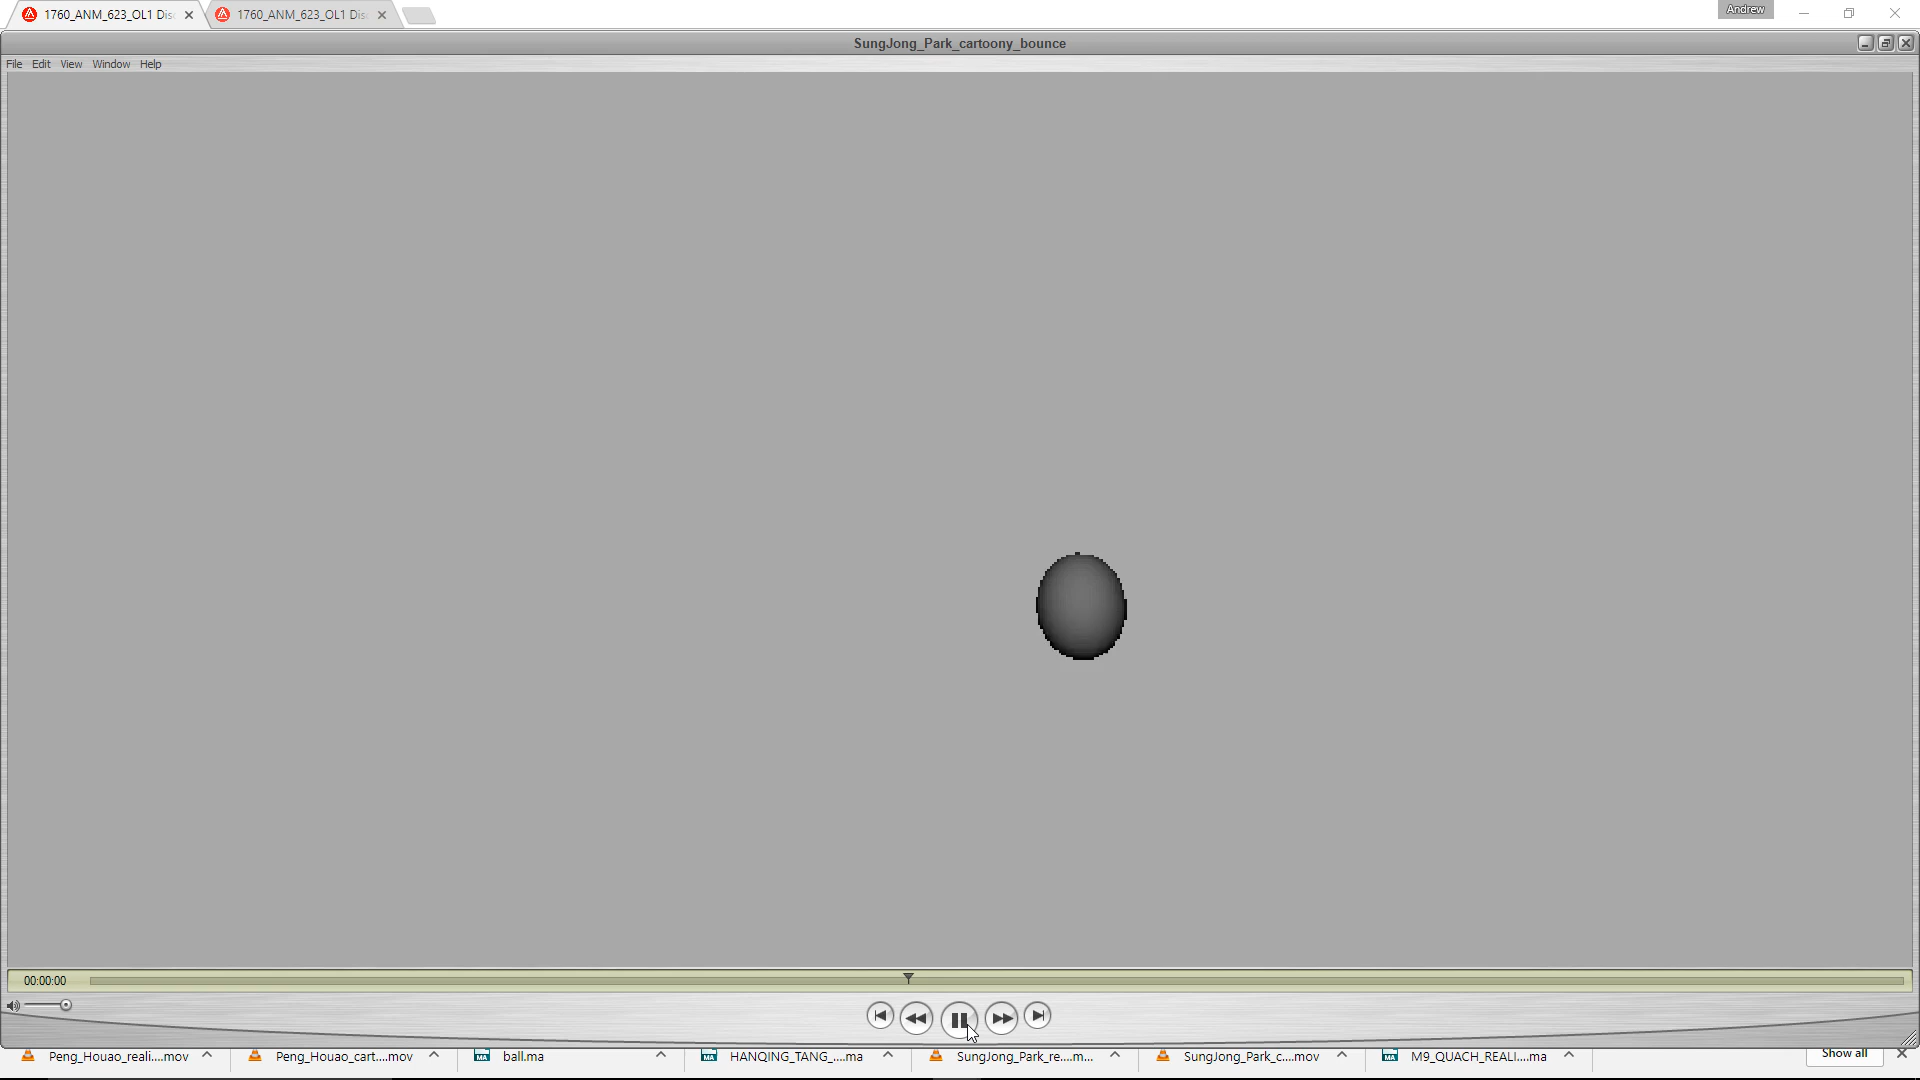 1760_ANM_623_OL1 Dis
1760_ANM_623_OL1 Dis
Andrew
SungJong_Park_cartoony_bounce
File Edit View Window Help
00:00:00
Peng_Houao_reali....mov
Peng_Houao_cart....mov
ball.ma
HANQING_TANG_....ma
SungJong_Park_re....m...
SungJong_Park_c....mov
M9_QUACH_REALI....ma
Show all